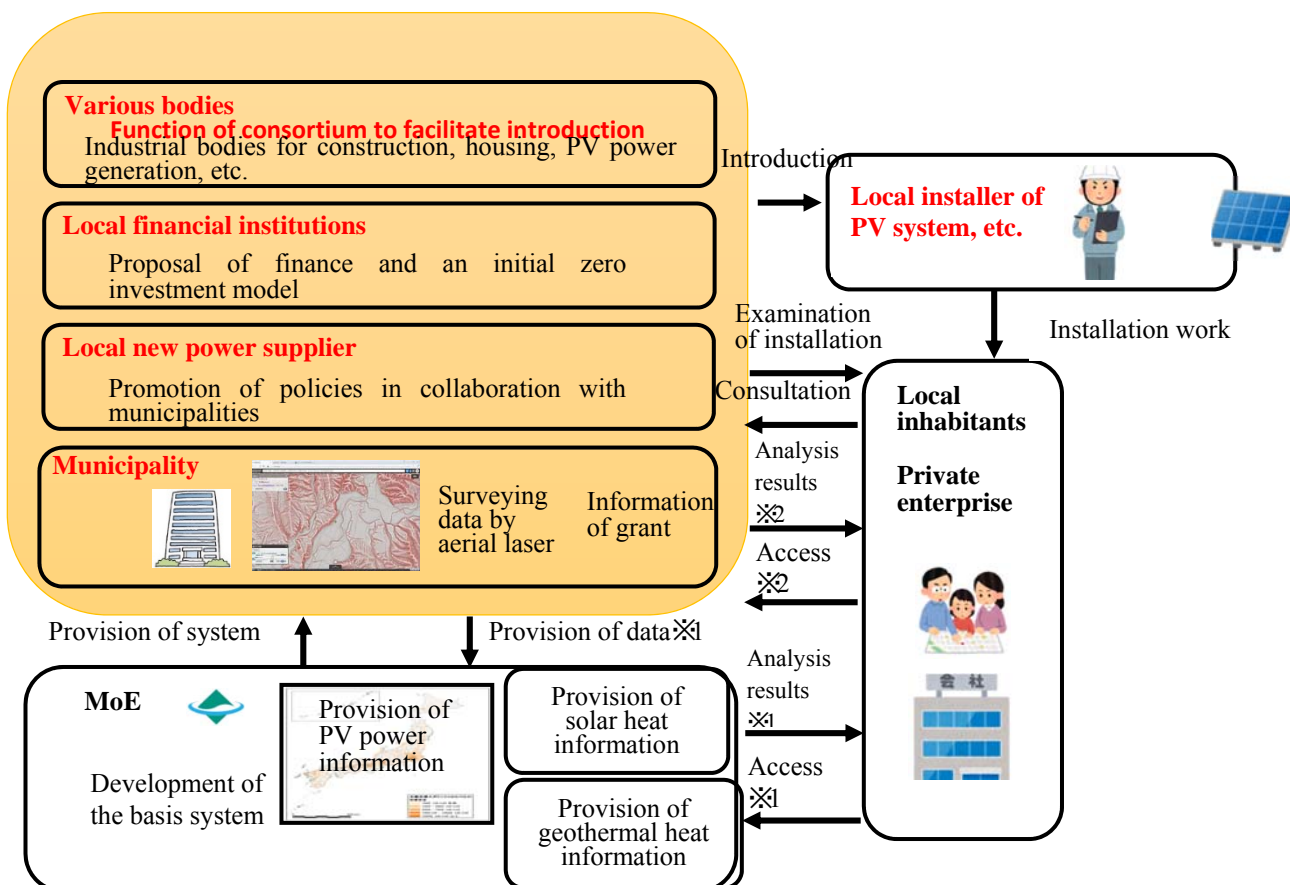 Various bodies
Function of consortium to facilitate introduction
Industrial bodies for construction, housing, PV power
generation, etc.
Local financial institutions
Proposal of finance and an initial zero
investment model
Local new power supplier
Promotion of policies in collaboration with
municipalities
Municipality
Surveying
data by
aerial laser
Information
of grant
Introduction
Local installer of
PV system, etc.
Installation work
Examination
of installation
Consultation
Analysis
results
※2
Access
※2
Local
inhabitants
Private
enterprise
会社
Provision of system
Provision of data※1
MoE
Development of
the basis system
Provision of
PV power
information
Provision of
solar heat
information
Provision of
geothermal heat
information
Analysis
results
※1
Access
※1